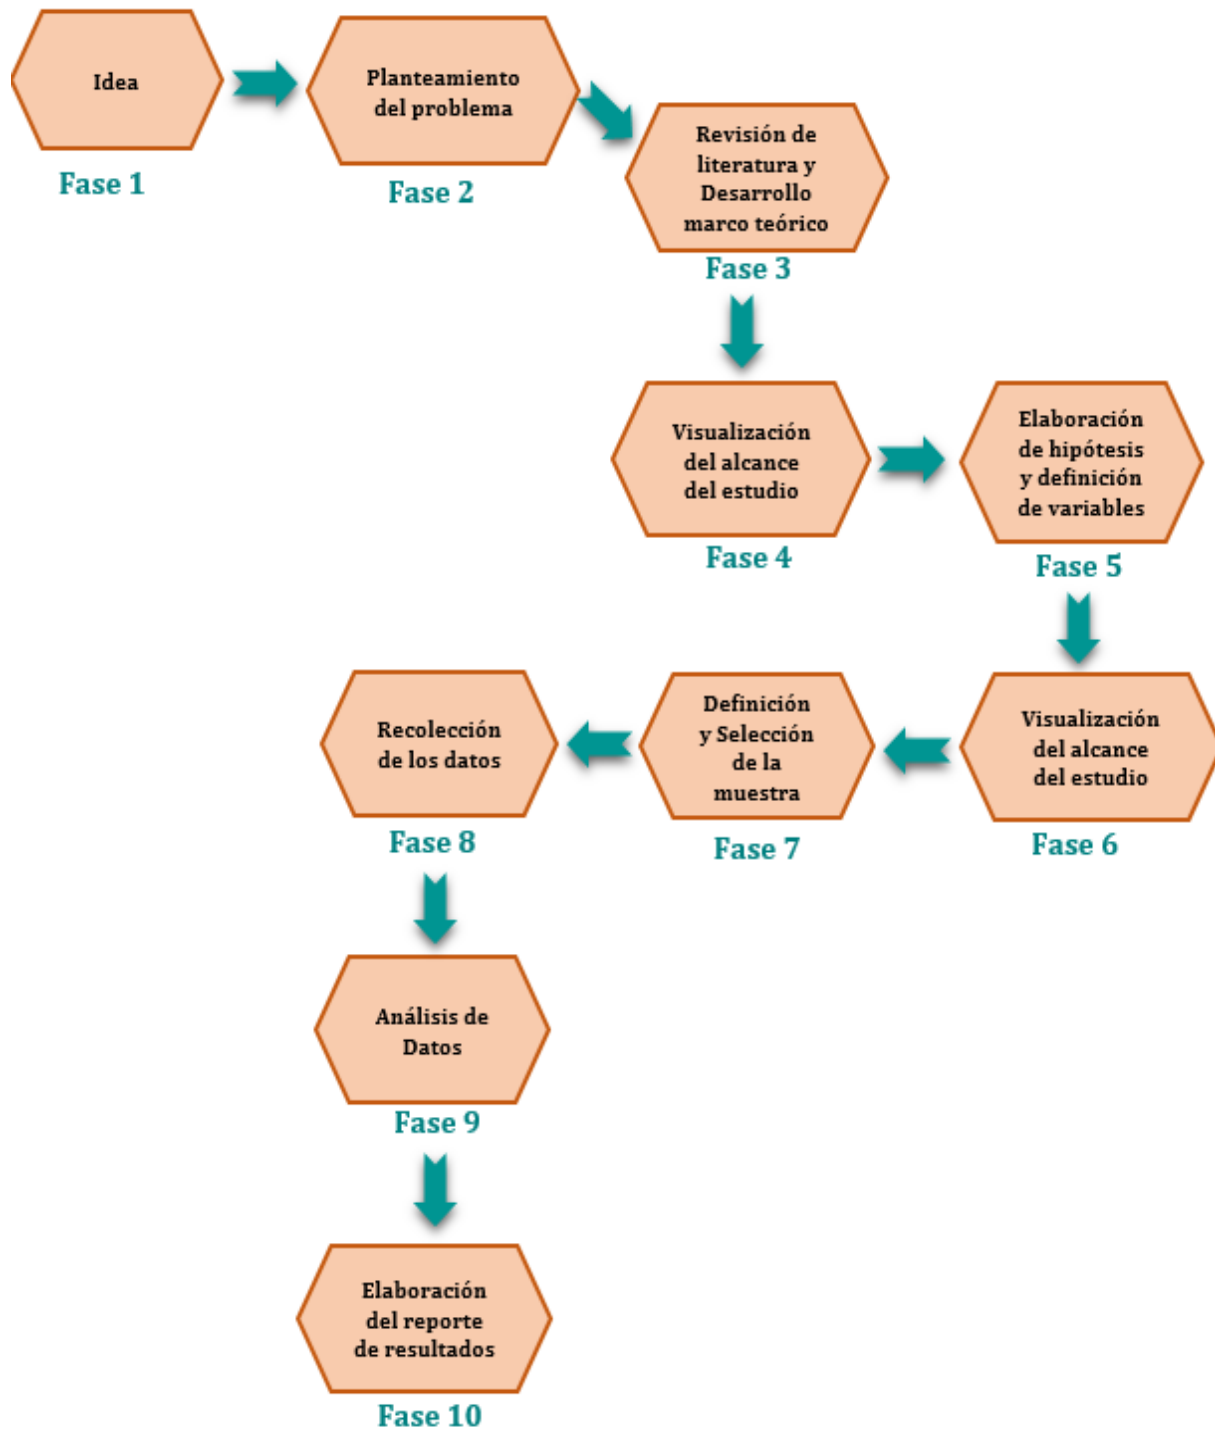 Idea
Fase 1
Planteamiento
del problema
Fase 2
Revisión de
literatura y
Desarrollo
marco teórico
Fase 3
Visualización
del alcance
del estudio
Fase 4
Elaboración
de hipótesis
y definición
de variables
Fase 5
Visualización
del alcance
del estudio
Fase 6
Definición
y Selección
de la
muestra
Fase 7
Recolección
de los datos
Fase 8
Análisis de
Datos
Fase 9
Elaboración
del reporte
de resultados
Fase 10